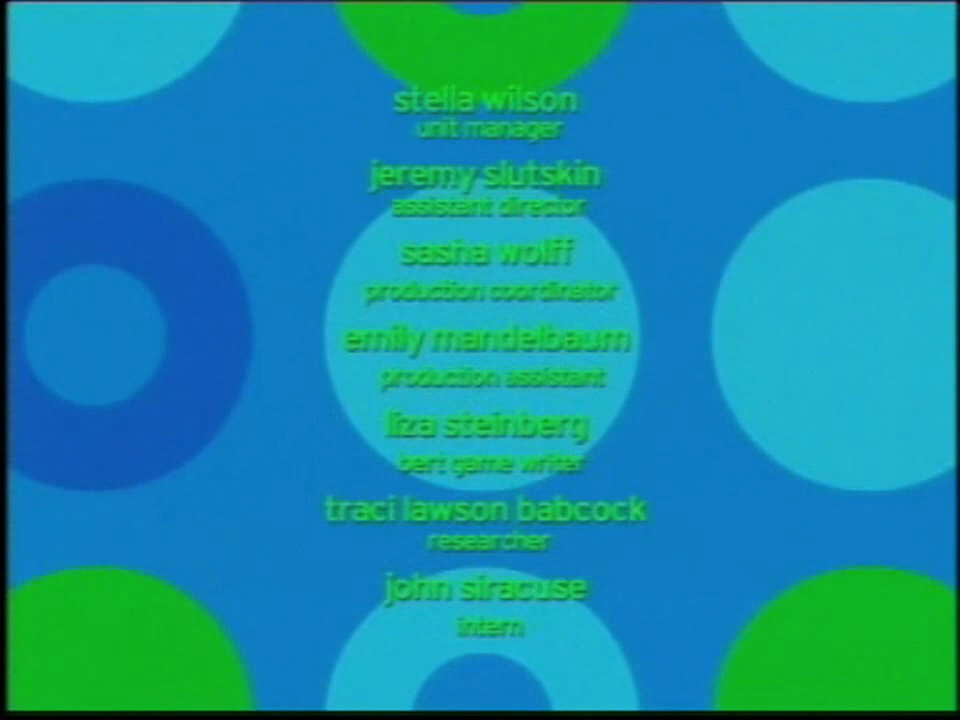 stella wilson
unit manager
jeremy slutskin
assistant director
sasha wolff
production coordinator
emily mandelbaum
production assistant
liza steinberg
bert game writer
traci lawson babcock
researcher
john siracuse
intern